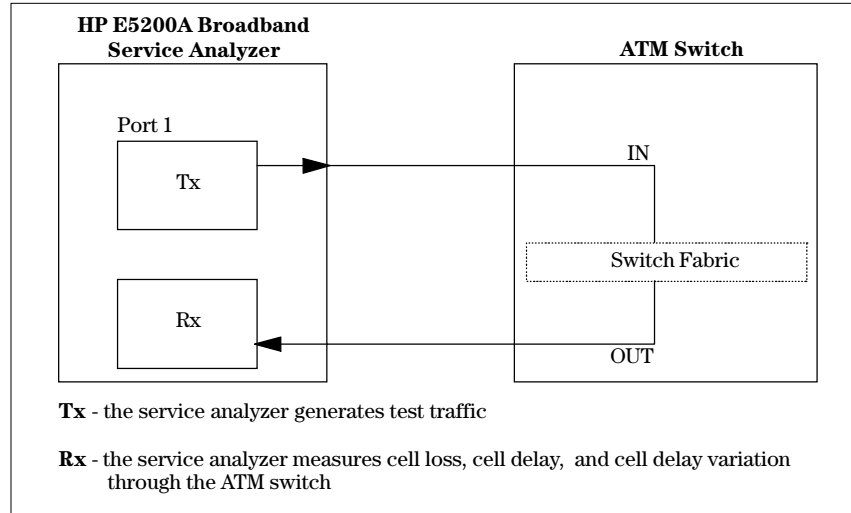 HP E5200A Broadband
Service Analyzer
ATM Switch
Port 1
Tx
IN
Switch Fabric
Rx
OUT
Tx - the service analyzer generates test traffic
Rx - the service analyzer measures cell loss, cell delay, and cell delay variation
through the ATM switch